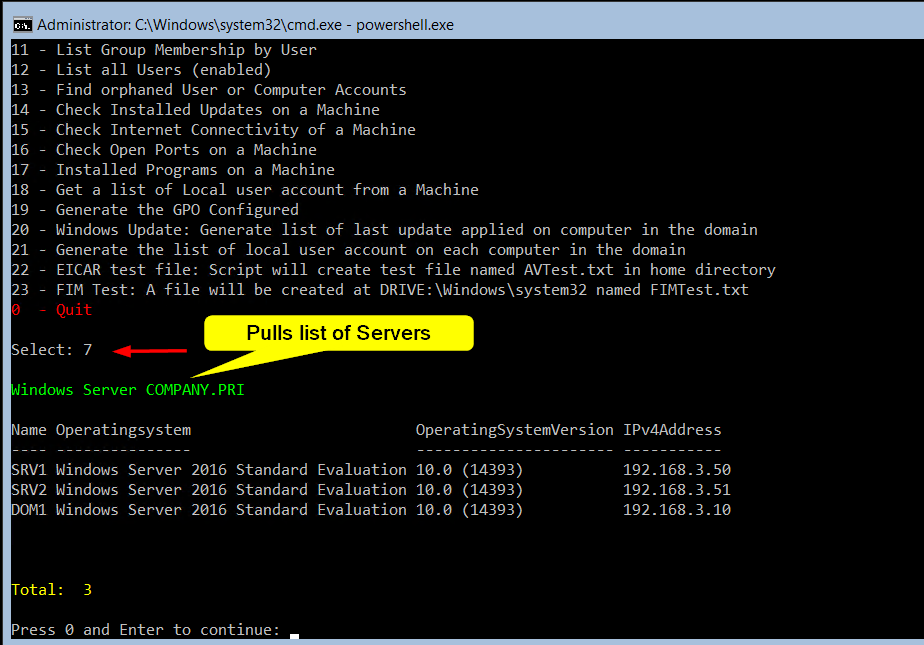 Administrator: C:\Windows\system32\cmd.exe - powershell.exe
11 - List Group Membership by User
12 - List all Users (enabled)
13 - Find orphaned User or Computer Accounts
14 - Check Installed Updates on a Machine
15 - Check Internet Connectivity of a Machine
16 - Check Open Ports on a Machine
17 - Installed Programs on a Machine
18 - Get a list of Local user account from a Machine
19 - Generate the GPO Configured
20 - Windows Update: Generate list of last update applied on computer in the domain
21 - Generate the list of local user account on each computer in the domain
22 - EICAR test file: Script will create test file named AVTest.txt in home directory
23 - FIM Test: A file will be created at DRIVE:\Windows\system32 named FIMTest.txt
0  - Quit
Pulls list of Servers
Select: 7
Windows Server COMPANY.PRI
Name Operatingsystem                         OperatingSystemVersion IPv4Address
---- ---------------                         ---------------------- -----------
SRV1 Windows Server 2016 Standard Evaluation 10.0 (14393)           192.168.3.50
SRV2 Windows Server 2016 Standard Evaluation 10.0 (14393)           192.168.3.51
DOM1 Windows Server 2016 Standard Evaluation 10.0 (14393)           192.168.3.10
Total:  3
Press 0 and Enter to continue: